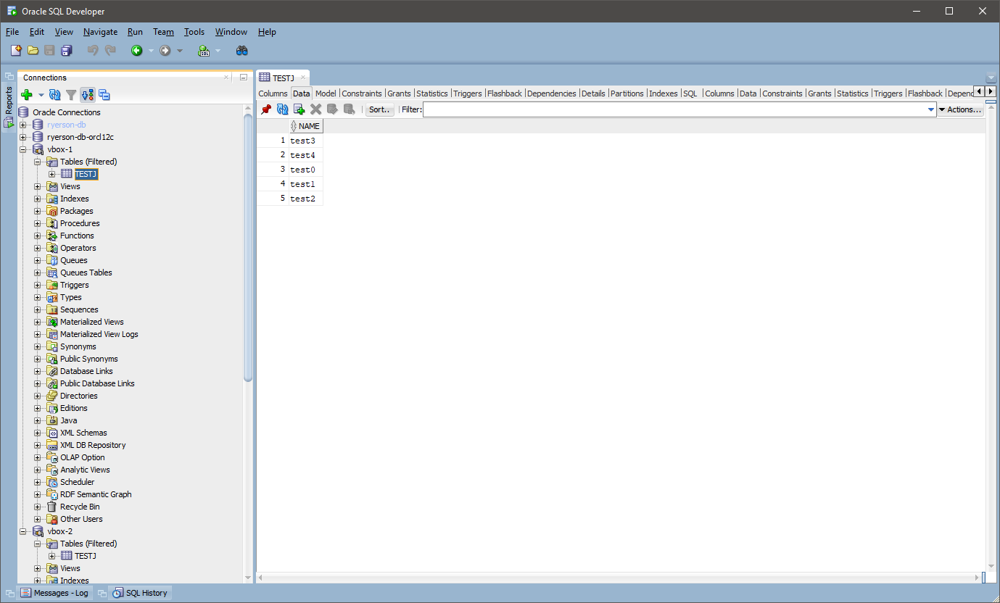 Oracle SQL Developer
File Edit View Navigate Run Team Tools Window Help
Reports
Connections
Oracle Connections
ryerson-db
ryerson-db-orcl12c
vbox-1
Tables (Filtered)
TESTJ
Views
Indexes
Packages
Procedures
Functions
Operators
Queues
Queues Tables
Triggers
Types
Sequences
Materialized Views
Materialized View Logs
Synonyms
Public Synonyms
Database Links
Public Database Links
Directories
Editions
Java
XML Schemas
XML DB Repository
OLAP Option
Analytic Views
Scheduler
RDF Semantic Graph
Recycle Bin
Other Users
vbox-2
Tables (Filtered)
TESTJ
Views
Indexes
TESTJ
Columns Data Model Constraints Grants Statistics Triggers Flashback Dependencies Details Partitions Indexes SQL Columns Data Constraints Grants Statistics Triggers Flashback Depend
Sort.. Filter: Actions...
NAME
1 test3
2 test4
3 test0
4 test1
5 test2
Messages - Log SQL History